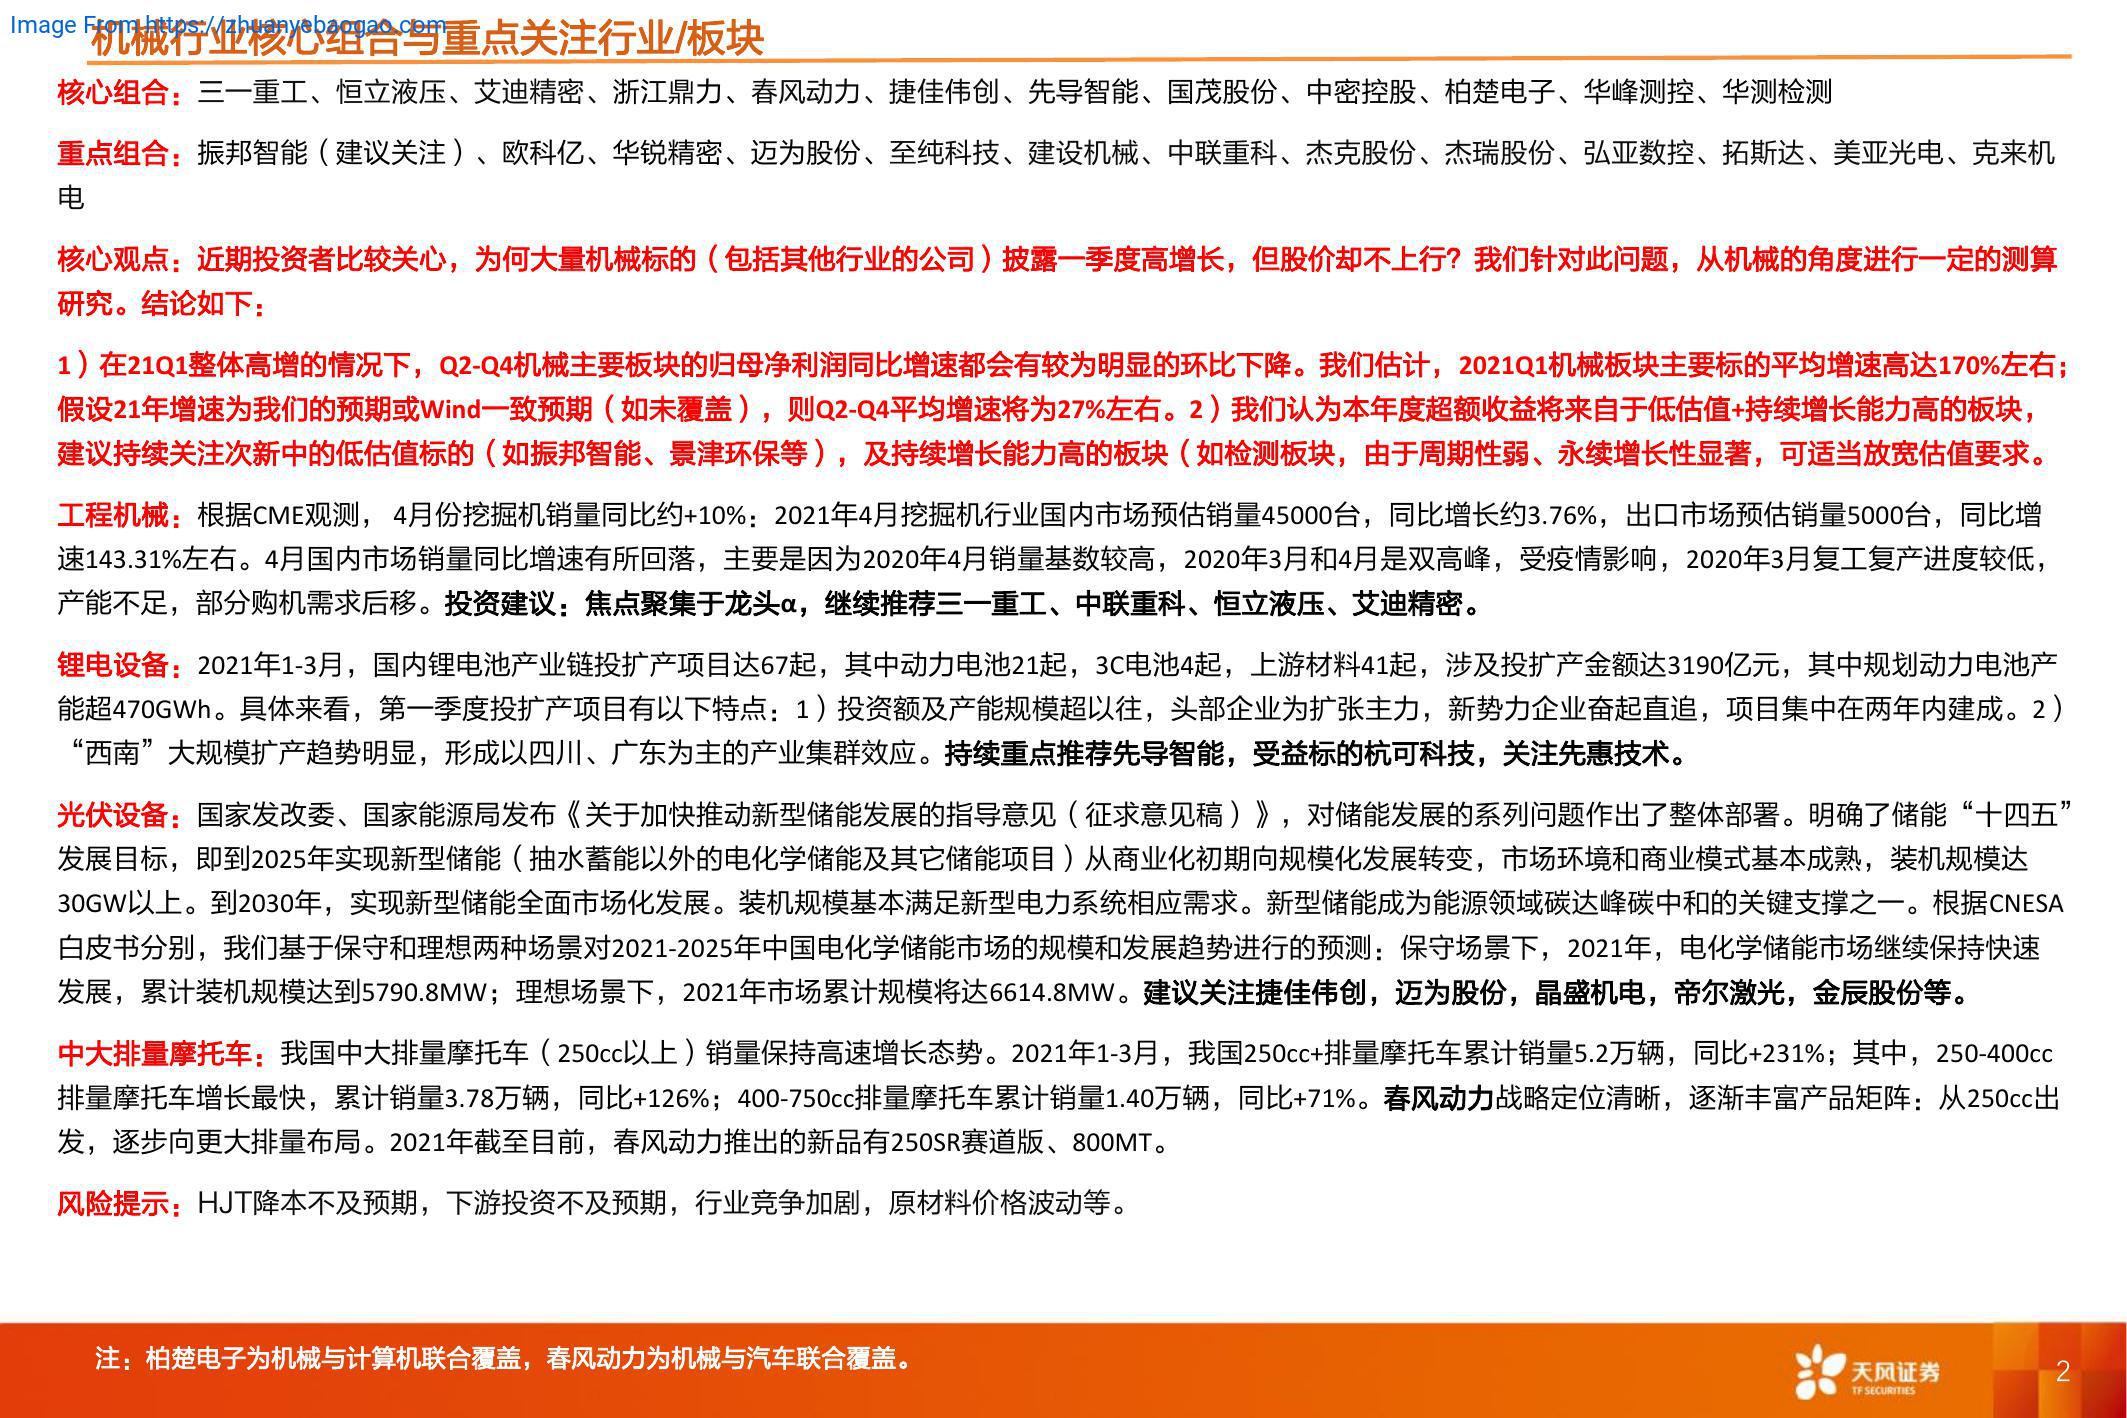 Image From https://zhuanyebaogao.com
机械行业核心组合与重点关注行业/板块
核心组合：三一重工、恒立液压、艾迪精密、浙江鼎力、春风动力、捷佳伟创、先导智能、国茂股份、中密控股、柏楚电子、华峰测控、华测检测
重点组合：振邦智能（建议关注）、欧科亿、华锐精密、迈为股份、至纯科技、建设机械、中联重科、杰克股份、杰瑞股份、弘亚数控、拓斯达、美亚光电、克来机
电
核心观点：近期投资者比较关心，为何大量机械标的（包括其他行业的公司）披露一季度高增长，但股价却不上行？我们针对此问题，从机械的角度进行一定的测算
研究。结论如下：
1）在21Q1整体高增的情况下，Q2-Q4机械主要板块的归母净利润同比增速都会有较为明显的环比下降。我们估计，2021Q1机械板块主要标的平均增速高达170%左右；
假设21年增速为我们的预期或Wind一致预期（如未覆盖），则Q2-Q4平均增速将为27%左右。2）我们认为本年度超额收益将来自于低估值+持续增长能力高的板块，
建议持续关注次新中的低估值标的（如振邦智能、景津环保等），及持续增长能力高的板块（如检测板块，由于周期性弱、永续增长性显著，可适当放宽估值要求。
工程机械：根据CME观测， 4月份挖掘机销量同比约+10%：2021年4月挖掘机行业国内市场预估销量45000台，同比增长约3.76%，出口市场预估销量5000台，同比增
速143.31%左右。4月国内市场销量同比增速有所回落，主要是因为2020年4月销量基数较高，2020年3月和4月是双高峰，受疫情影响，2020年3月复工复产进度较低，
产能不足，部分购机需求后移。投资建议：焦点聚集于龙头α，继续推荐三一重工、中联重科、恒立液压、艾迪精密。
锂电设备：2021年1-3月，国内锂电池产业链投扩产项目达67起，其中动力电池21起，3C电池4起，上游材料41起，涉及投扩产金额达3190亿元，其中规划动力电池产
能超470GWh。具体来看，第一季度投扩产项目有以下特点：1）投资额及产能规模超以往，头部企业为扩张主力，新势力企业奋起直追，项目集中在两年内建成。2）
“西南”大规模扩产趋势明显，形成以四川、广东为主的产业集群效应。持续重点推荐先导智能，受益标的杭可科技，关注先惠技术。
光伏设备：国家发改委、国家能源局发布《关于加快推动新型储能发展的指导意见（征求意见稿）》，对储能发展的系列问题作出了整体部署。明确了储能“十四五”
发展目标，即到2025年实现新型储能（抽水蓄能以外的电化学储能及其它储能项目）从商业化初期向规模化发展转变，市场环境和商业模式基本成熟，装机规模达
30GW以上。到2030年，实现新型储能全面市场化发展。装机规模基本满足新型电力系统相应需求。新型储能成为能源领域碳达峰碳中和的关键支撑之一。根据CNESA
白皮书分别，我们基于保守和理想两种场景对2021-2025年中国电化学储能市场的规模和发展趋势进行的预测：保守场景下，2021年，电化学储能市场继续保持快速
发展，累计装机规模达到5790.8MW；理想场景下，2021年市场累计规模将达6614.8MW。建议关注捷佳伟创，迈为股份，晶盛机电，帝尔激光，金辰股份等。
中大排量摩托车：我国中大排量摩托车（250cc以上）销量保持高速增长态势。2021年1-3月，我国250cc+排量摩托车累计销量5.2万辆，同比+231%；其中，250-400cc
排量摩托车增长最快，累计销量3.78万辆，同比+126%；400-750cc排量摩托车累计销量1.40万辆，同比+71%。春风动力战略定位清晰，逐渐丰富产品矩阵：从250cc出
发，逐步向更大排量布局。2021年截至目前，春风动力推出的新品有250SR赛道版、800MT。
风险提示：HJT降本不及预期，下游投资不及预期，行业竞争加剧，原材料价格波动等。
注：柏楚电子为机械与计算机联合覆盖，春风动力为机械与汽车联合覆盖。
天风证券
TF SECURITIES
2